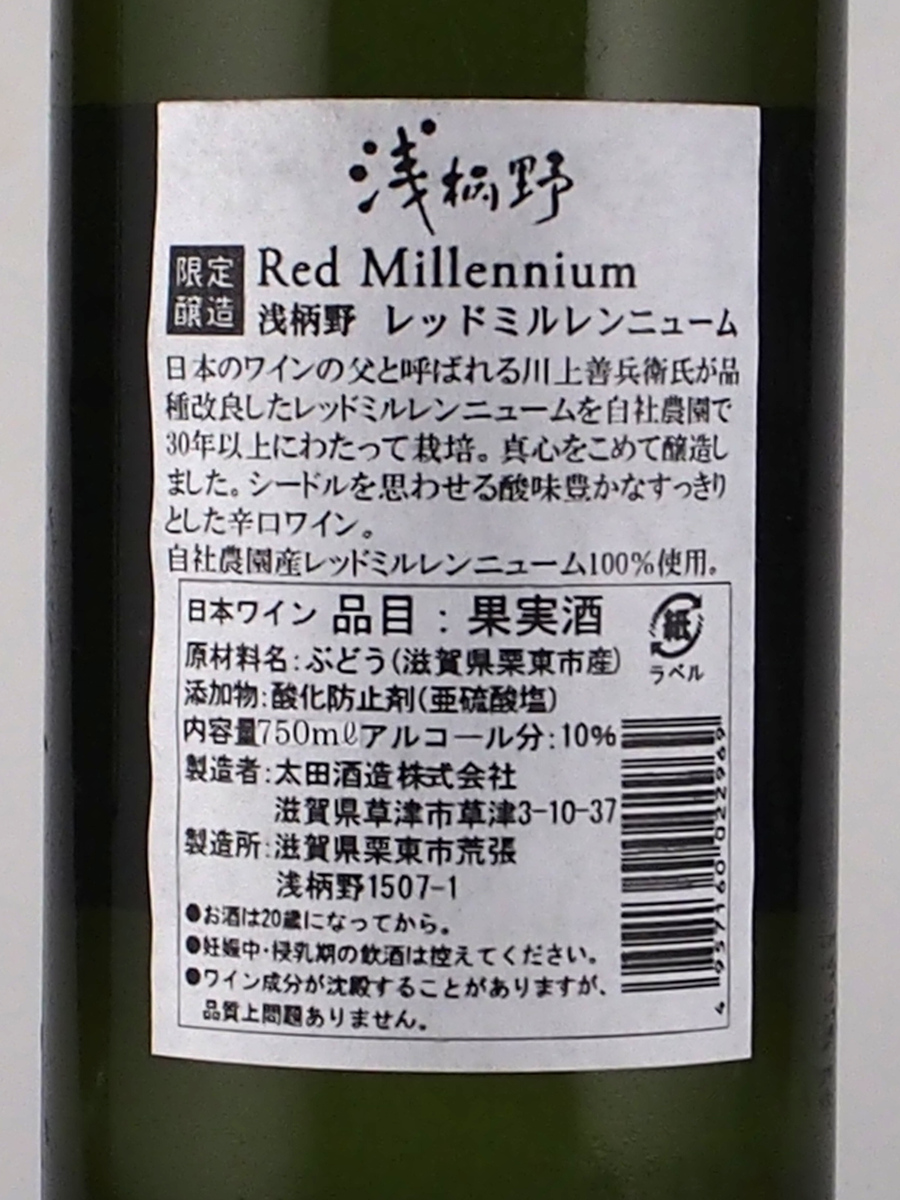 浅柄野
限定
醸造
Red Millennium
浅柄野 レッドミルレンニューム
日本のワインの父と呼ばれる川上善兵衛氏が品
種改良したレッドミルレンニュームを自社農園で
30年以上にわたって栽培。真心をこめて醸造し
ました。シードルを思わせる酸味豊かなすっきり
とした辛口ワイン。
自社農園産レッドミルレンニューム100%使用。
日本ワイン 品目:果実酒
紙
ラベル
原材料名:ぶどう(滋賀県栗東市産)
添加物:酸化防止剤(亜硫酸塩)
内容量750mℓアルコール分:10%
製造者:太田酒造株式会社
滋賀県草津市草津3-10-37
製造所:滋賀県栗東市荒張
浅柄野1507-1
●お酒は20歳になってから。
●妊娠中・授乳期の飲酒は控えてください。
●ワイン成分が沈殿することがありますが、
品質上問題ありません。
4 957160 022969